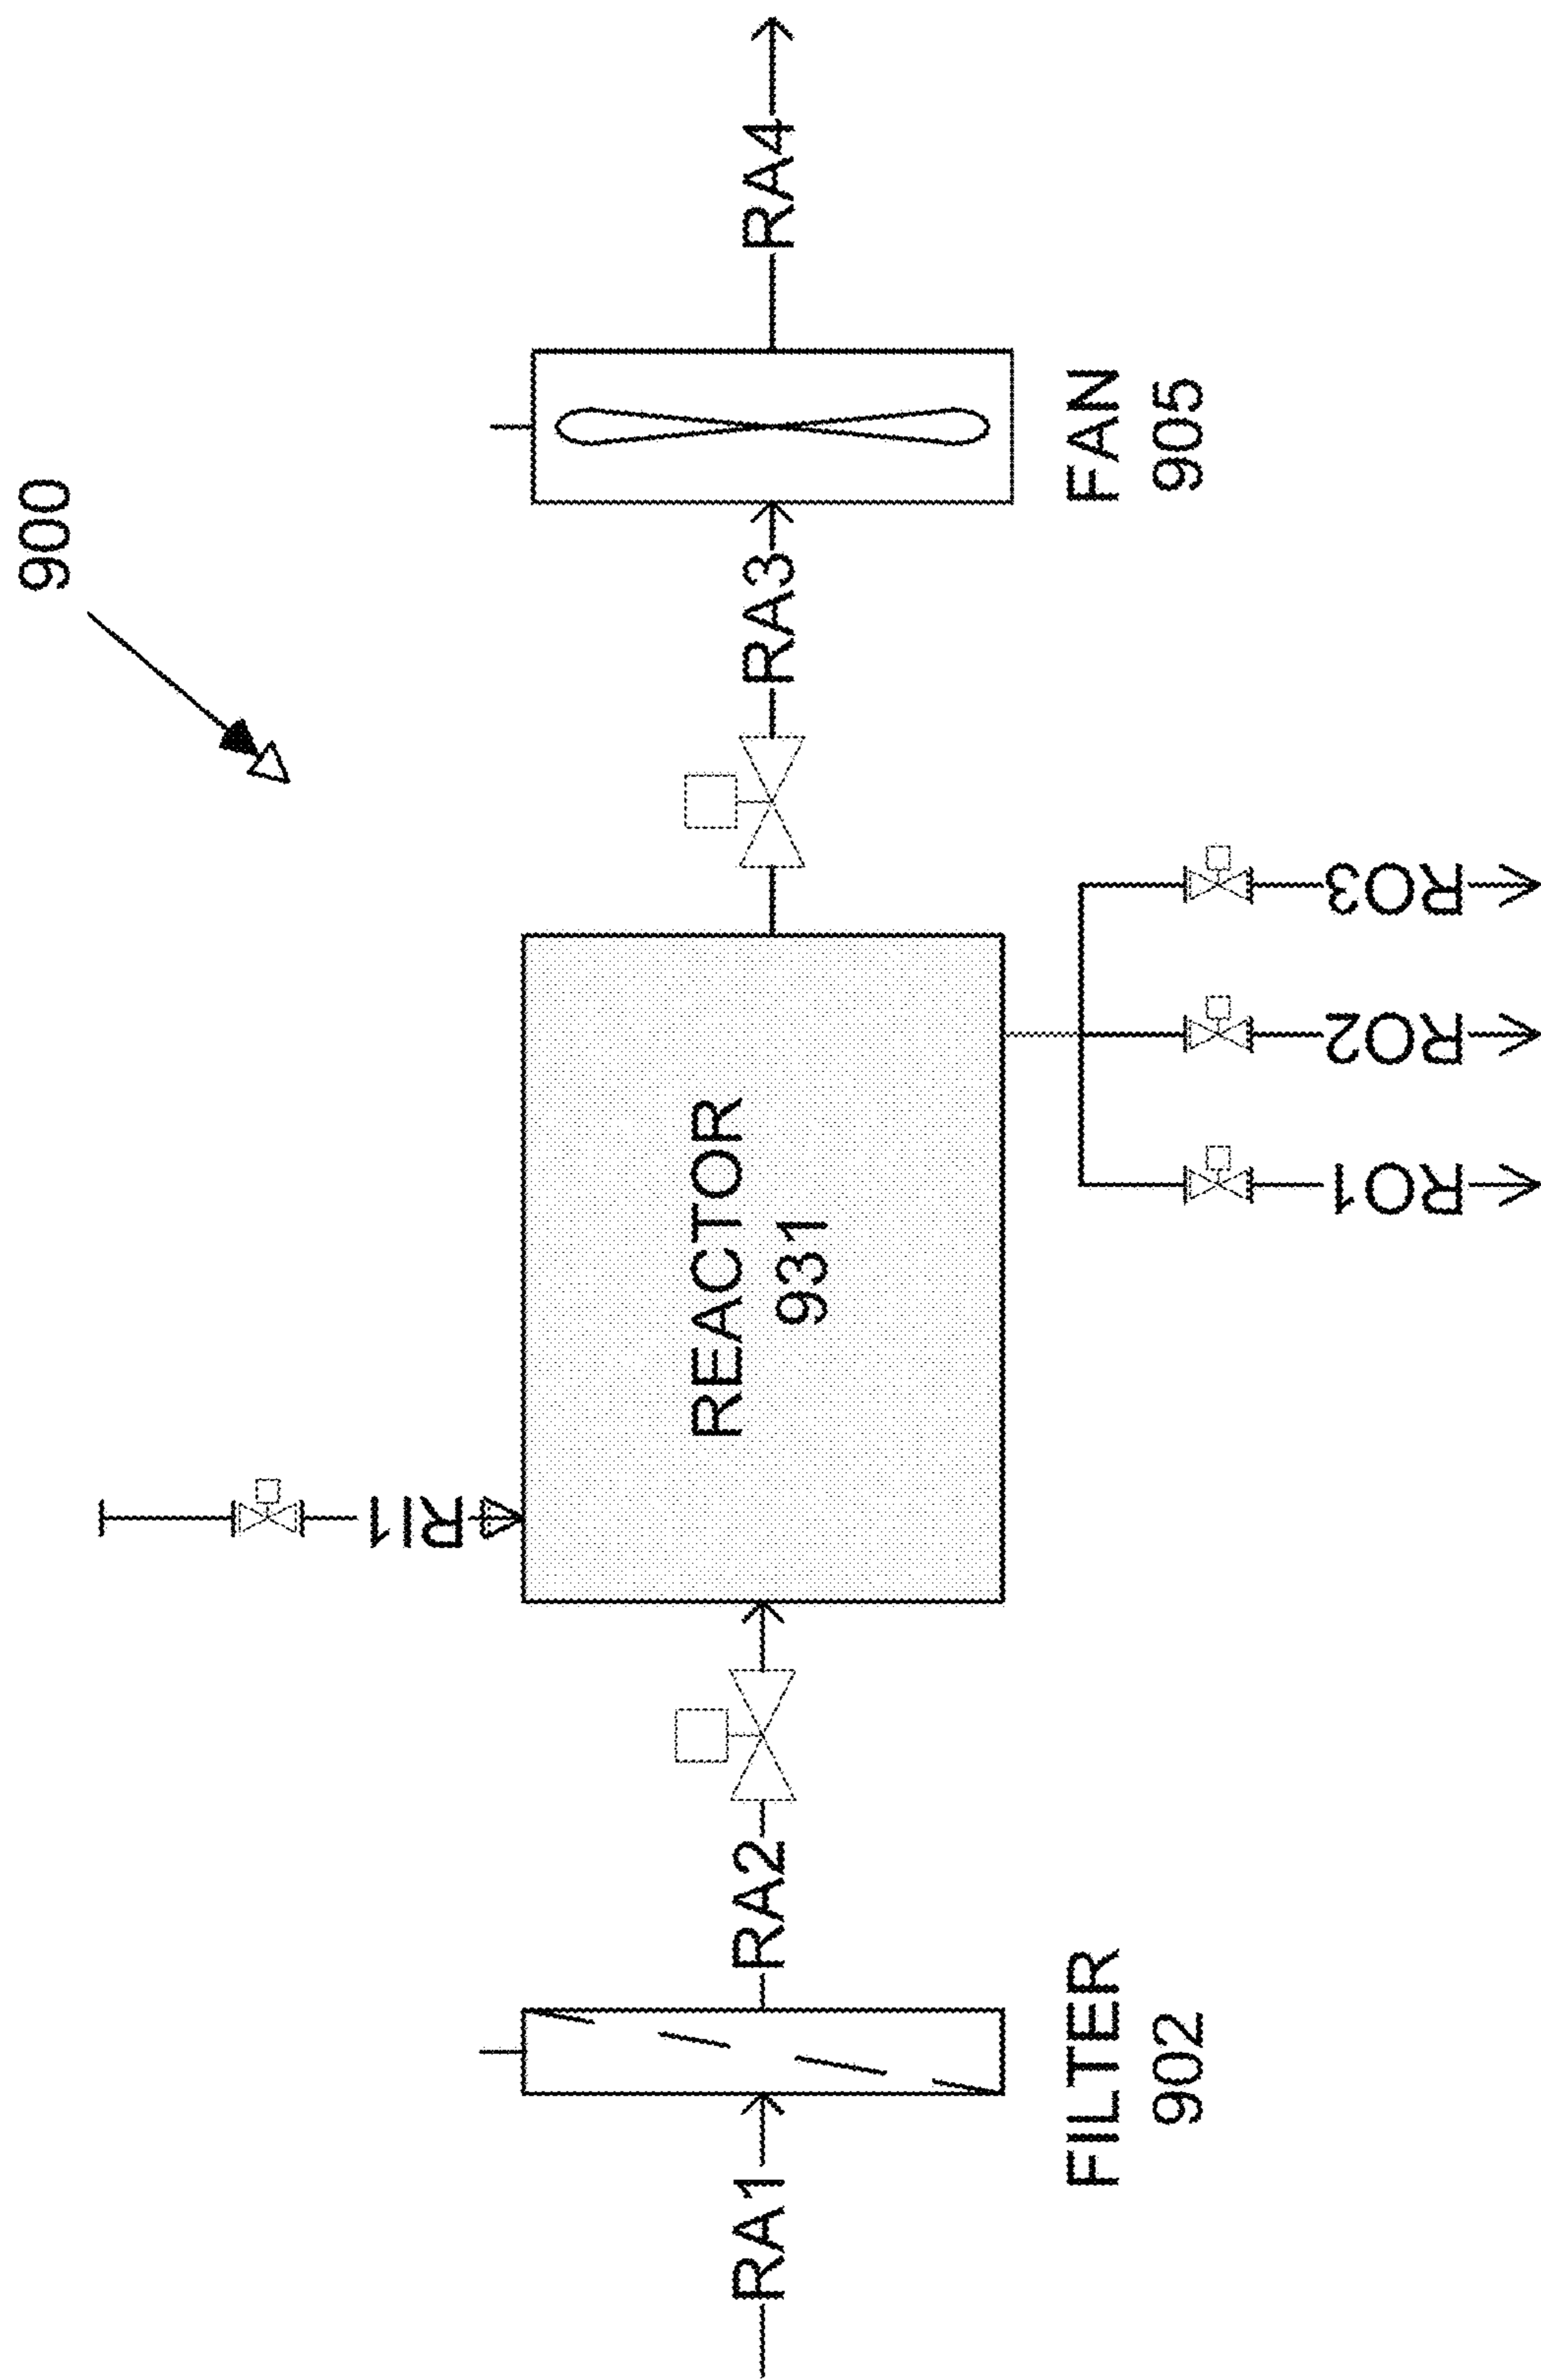 900
RI1
RA1
RA2
REACTOR
931
RA3
RA4
FILTER
902
FAN
905
RO1
RO2
RO3